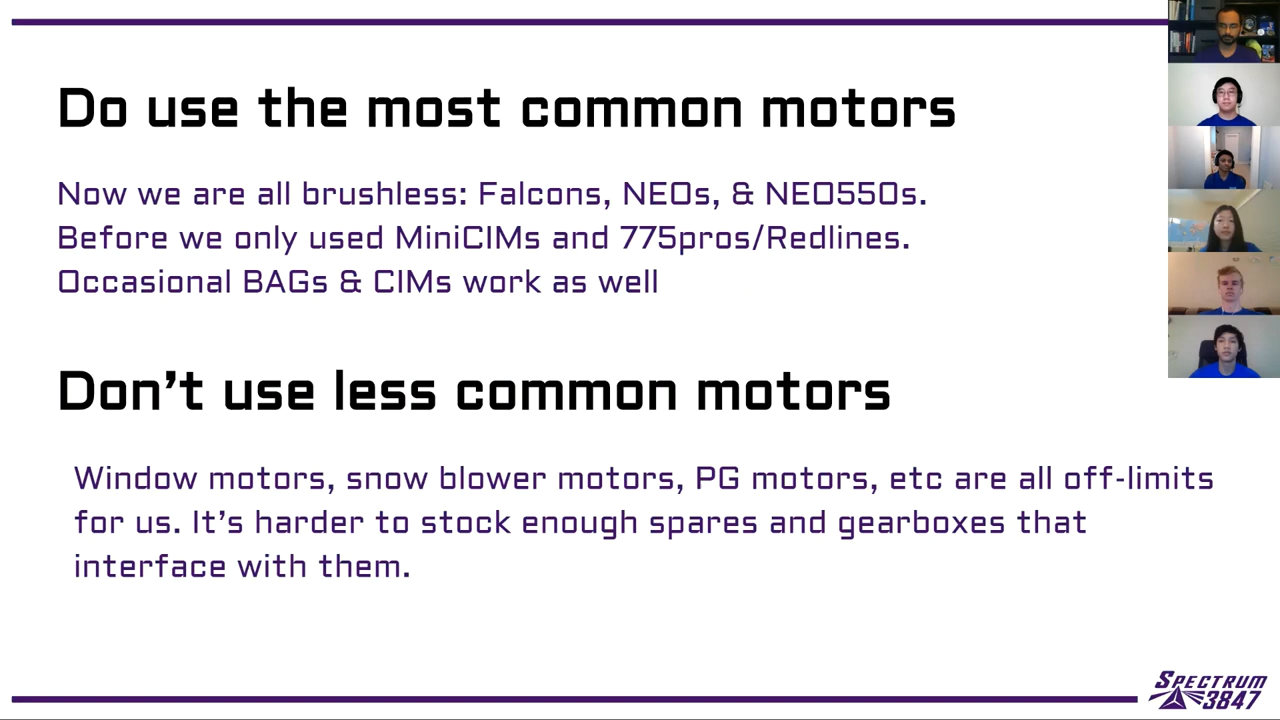 Do use the most common motors
Now we are all brushless: Falcons, NEOs, & NEO550s.
Before we only used MiniCIMs and 775pros/Redlines.
Occasional BAGs & CIMs work as well
Don't use less common motors
Window motors, snow blower motors, PG motors, etc are all off-limits
for us. It's harder to stock enough spares and gearboxes that
interface with them.
SPECTRUM
3847